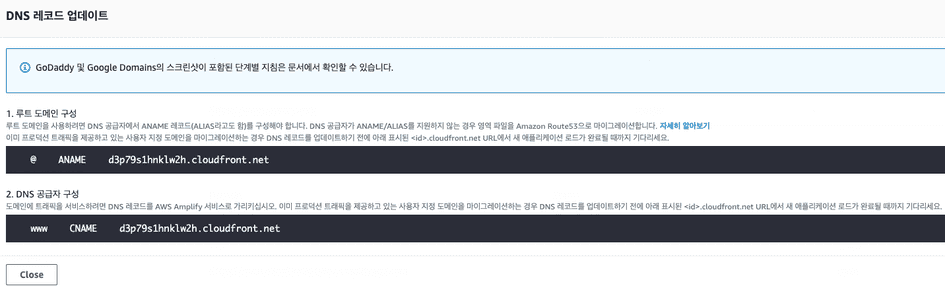 DNS 레코드 업데이트
GoDaddy 및 Google Domains의 스크린샷이 포함된 단계별 지침은 문서에서 확인할 수 있습니다.
1. 루트 도메인 구성
루트 도메인을 사용하려면 DNS 공급자에서 ANAME 레코드(ALIAS라고도 함)를 구성해야 합니다. DNS 공급자가 ANAME/ALIAS를 지원하지 않는 경우 영역 파일을 Amazon Route53으로 마이그레이션합니다. 자세히 알아보기
이미 프로덕션 트래픽을 제공하고 있는 사용자 지정 도메인을 마이그레이션하는 경우 DNS 레코드를 업데이트하기 전에 아래 표시된 <id>.cloudfront.net URL에서 새 애플리케이션 로드가 완료될 때까지 기다리세요.
@ ANAME d3p79s1hnklw2h.cloudfront.net
2. DNS 공급자 구성
도메인에 트래픽을 서비스하려면 DNS 레코드를 AWS Amplify 서비스로 가리키십시오. 이미 프로덕션 트래픽을 제공하고 있는 사용자 지정 도메인을 마이그레이션하는 경우 DNS 레코드를 업데이트하기 전에 아래 표시된 <id>.cloudfront.net URL에서 새 애플리케이션 로드가 완료될 때까지 기다리세요.
www CNAME d3p79s1hnklw2h.cloudfront.net
Close